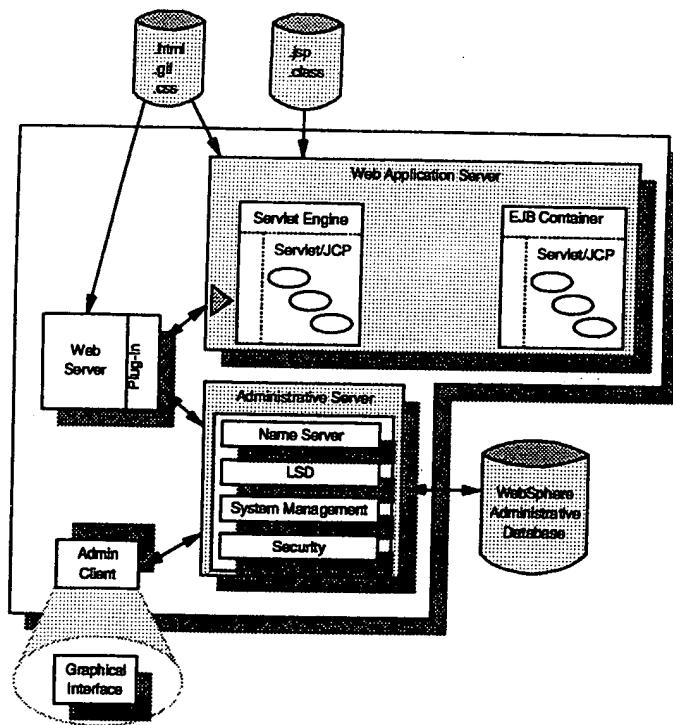 .html
.gif
.css
.jsp
.class
Web Application Server
Servlet Engine
Servlet/JCP
EJB Container
Servlet/JCP
Web
Server
Plug-In
Administrative Server
Name Server
LSD
System Management
Security
WebSphere
Administrative
Database
Admin
Client
Graphical
Interface